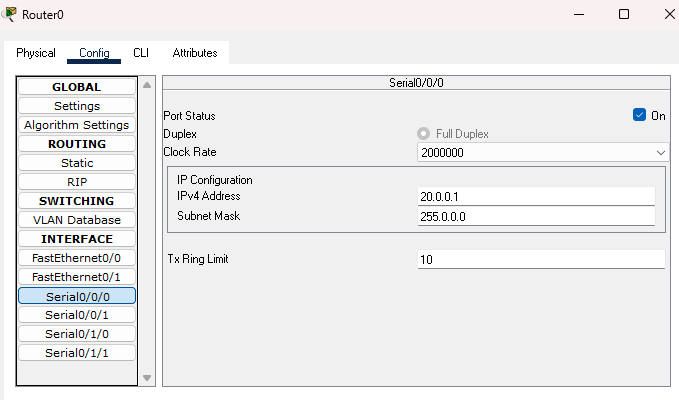 Router0
Physical Config CLI Attributes
GLOBAL
Settings
Algorithm Settings
ROUTING
Static
RIP
SWITCHING
VLAN Database
INTERFACE
FastEthernet0/0
FastEthernet0/1
Serial0/0/0
Serial0/0/1
Serial0/1/0
Serial0/1/1
Serial0/0/0
Port Status On
Duplex Full Duplex
Clock Rate 2000000
IP Configuration
IPv4 Address 20.0.0.1
Subnet Mask 255.0.0.0
Tx Ring Limit 10